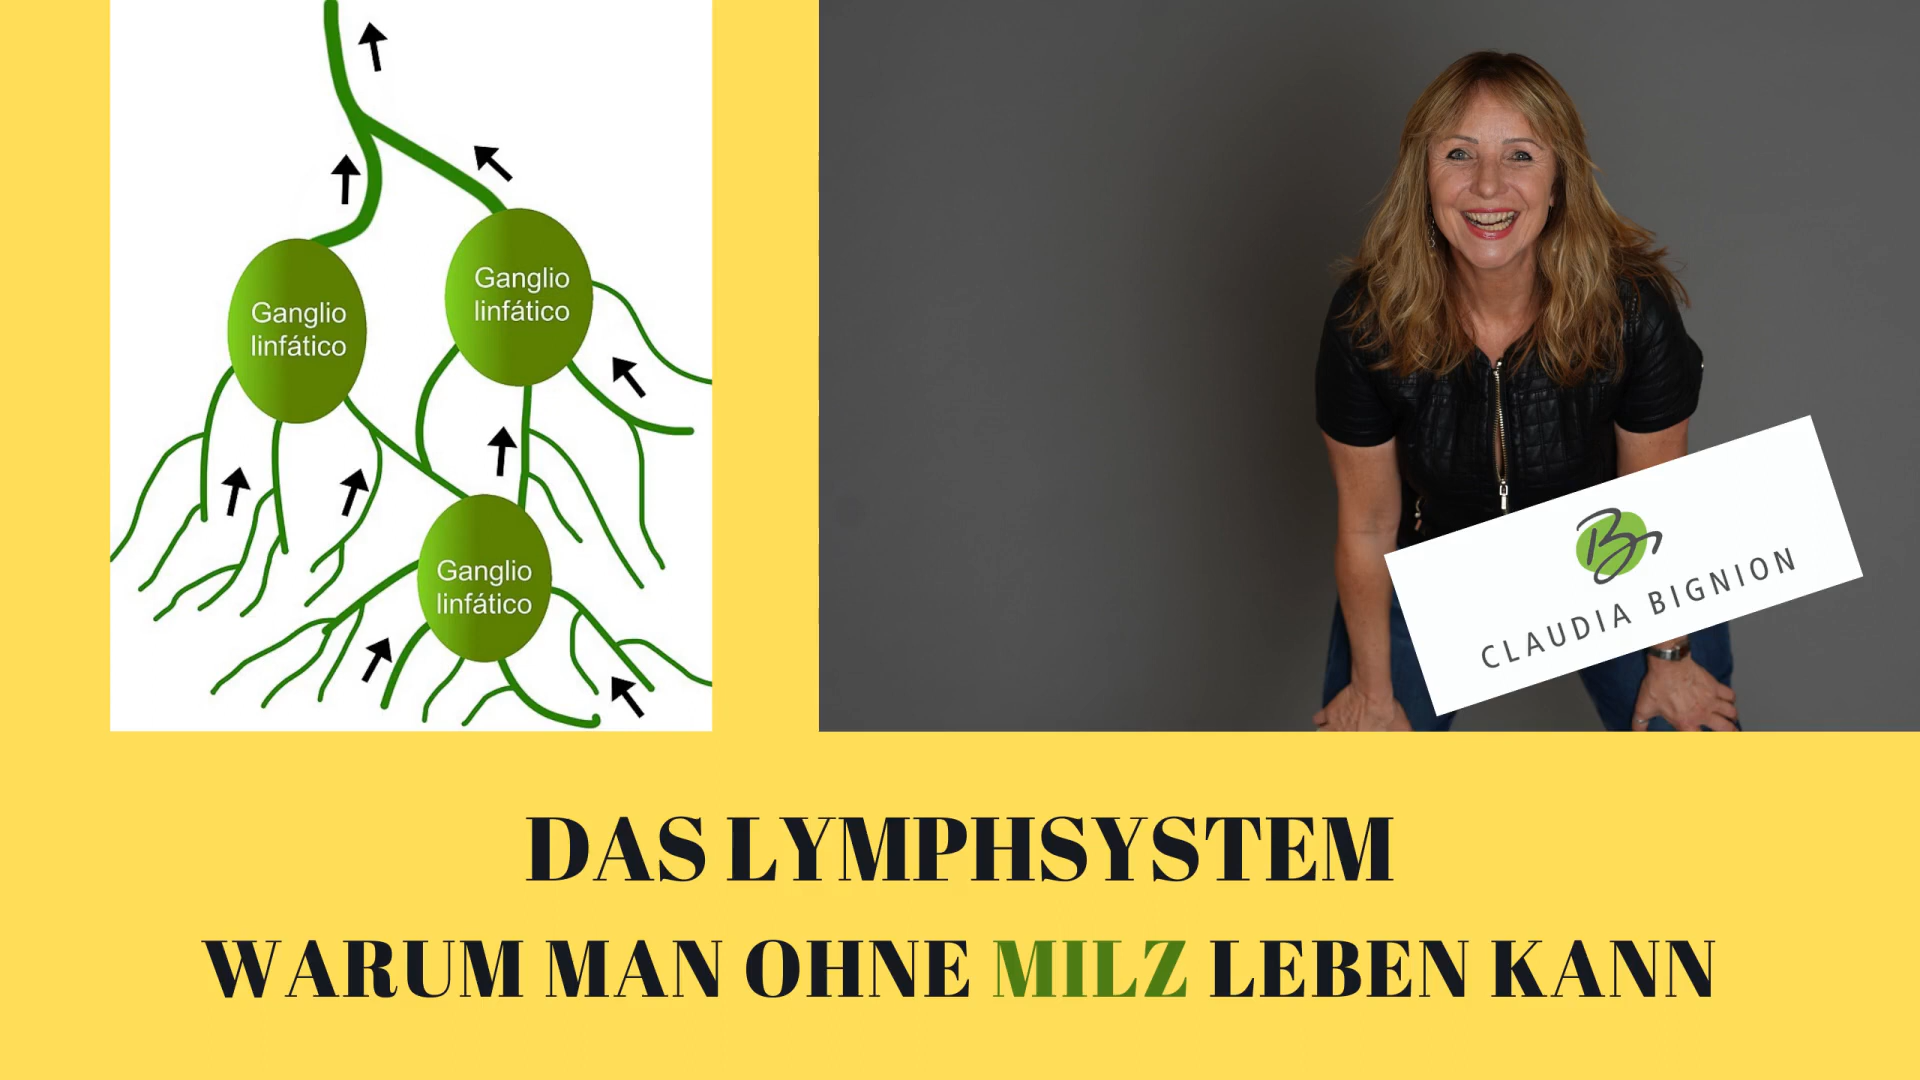 Ganglio
linfático
Ganglio
linfático
Ganglio
linfático
B
CLAUDIA BIGNION
DAS LYMPHSYSTEM
WARUM MAN OHNE MILZ LEBEN KANN